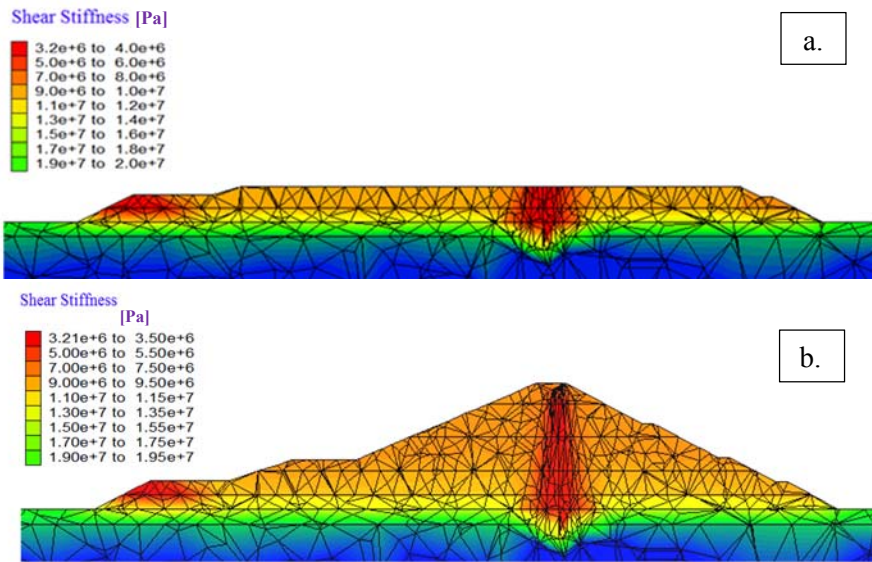 Shear Stiffness [Pa]
a.
3.2e+6 to 4.0e+6
5.0e+6 to 6.0e+6
7.0e+6 to 8.0e+6
9.0e+6 to 1.0e+7
1.1e+7 to 1.2e+7
1.3e+7 to 1.4e+7
1.5e+7 to 1.6e+7
1.7e+7 to 1.8e+7
1.9e+7 to 2.0e+7
Shear Stiffness
[Pa]
b.
3.21e+6 to 3.50e+6
5.00e+6 to 5.50e+6
7.00e+6 to 7.50e+6
9.00e+6 to 9.50e+6
1.10e+7 to 1.15e+7
1.30e+7 to 1.35e+7
1.50e+7 to 1.55e+7
1.70e+7 to 1.75e+7
1.90e+7 to 1.95e+7